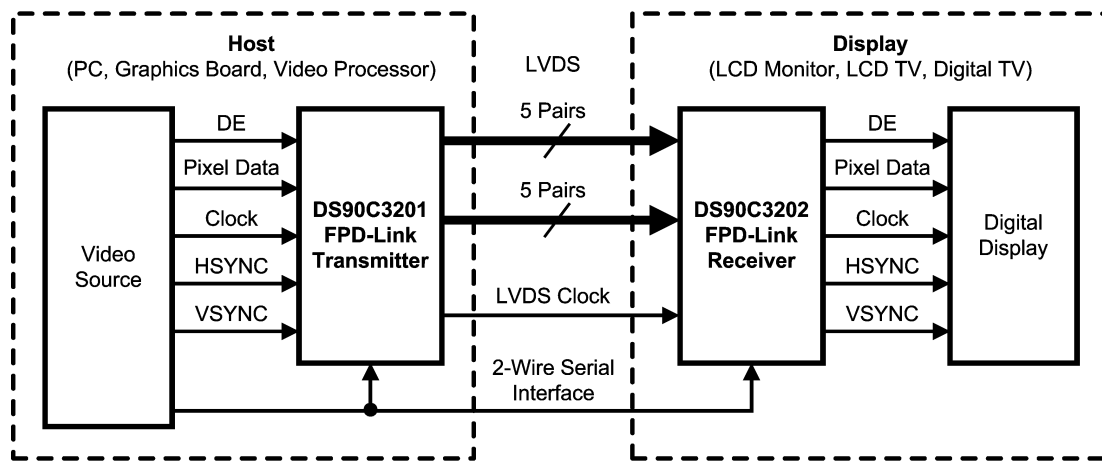 Host
(PC, Graphics Board, Video Processor)
LVDS
Display
(LCD Monitor, LCD TV, Digital TV)
Video
Source
DE
Pixel Data
Clock
HSYNC
VSYNC
DS90C3201
FPD-Link
Transmitter
5 Pairs
5 Pairs
LVDS Clock
2-Wire Serial
Interface
DS90C3202
FPD-Link
Receiver
DE
Pixel Data
Clock
HSYNC
VSYNC
Digital
Display